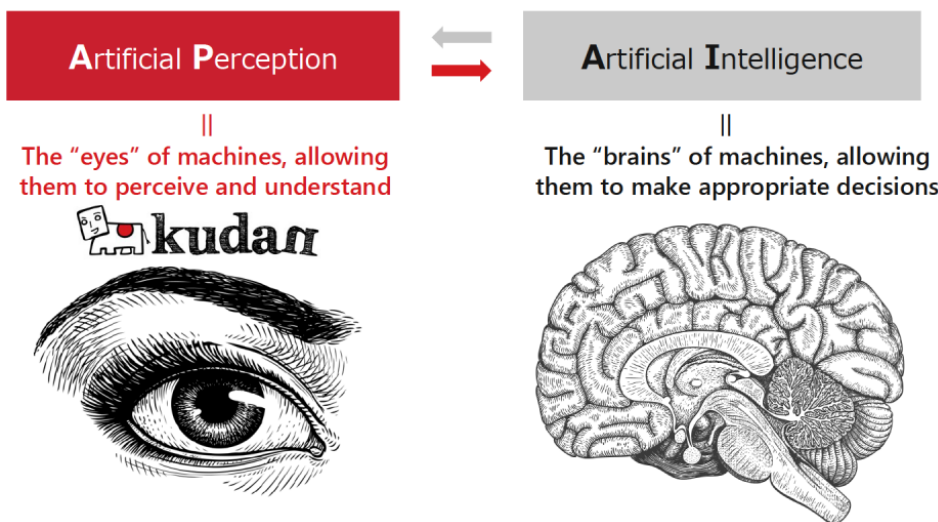 Artificial Perception
Artificial Intelligence
||
The “eyes” of machines, allowing
them to perceive and understand
||
The “brains” of machines, allowing
them to make appropriate decisions
kudan